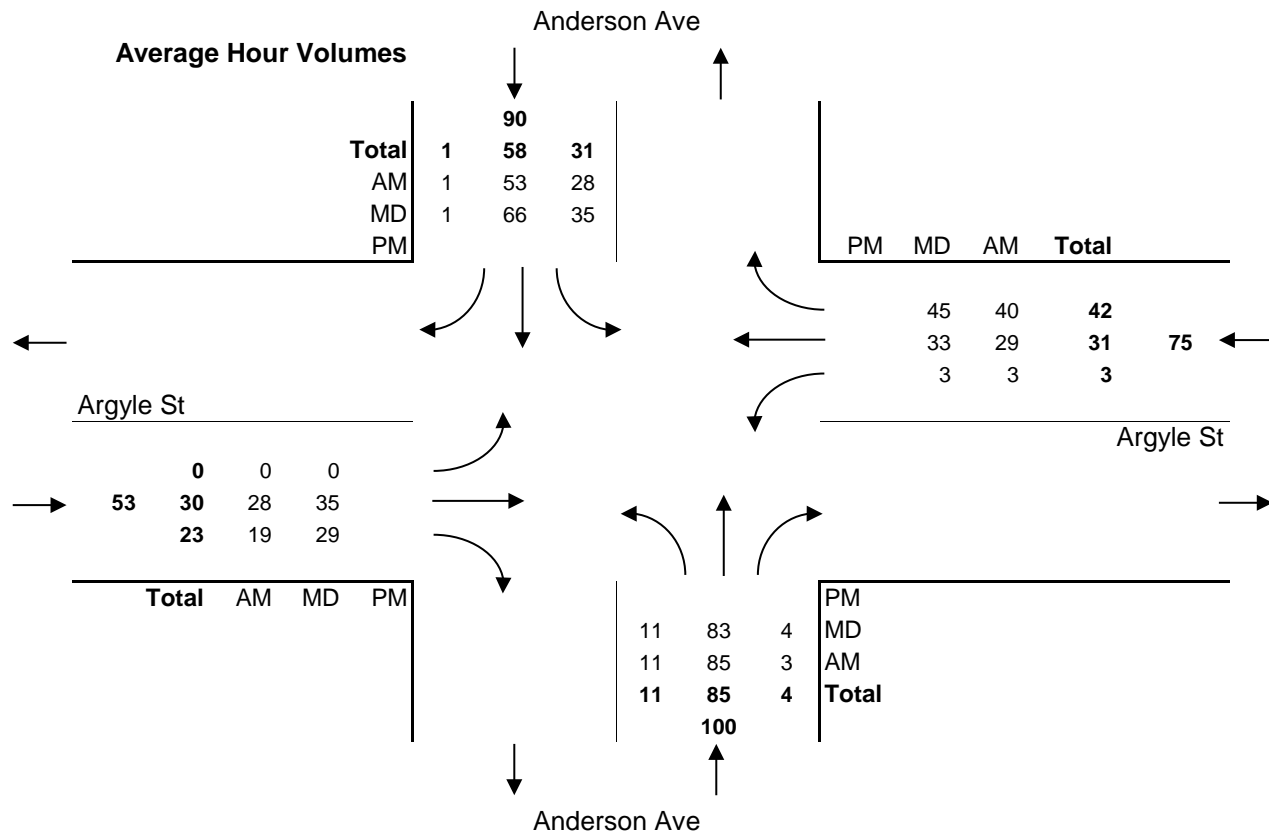 Anderson Ave
Average Hour Volumes
90
Total 1 58 31
AM 1 53 28
MD 1 66 35
PM
PM MD AM Total
45 40 42
33 29 31 75
3 3 3
Argyle St
Argyle St
0 0 0
53 30 28 35
23 19 29
Total AM MD PM
PM
11 83 4 MD
11 85 3 AM
11 85 4 Total
100
Anderson Ave